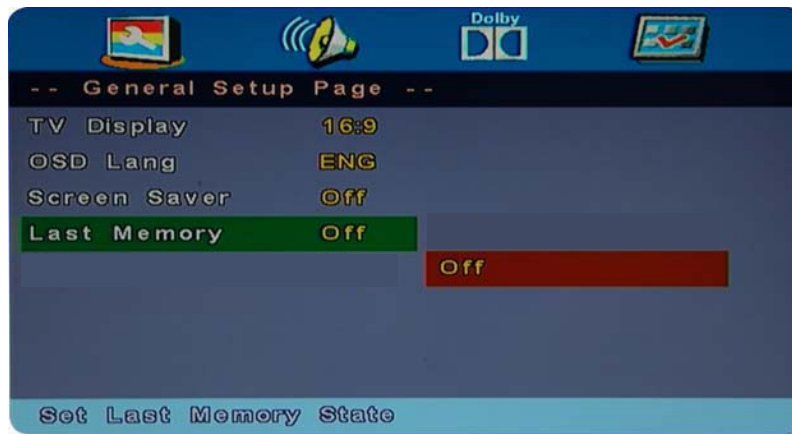 Dolby
-- General Setup Page --
TV Display 16:9
OSD Lang ENG
Screen Saver Off
Last Memory Off
Off
Set Last Memory State